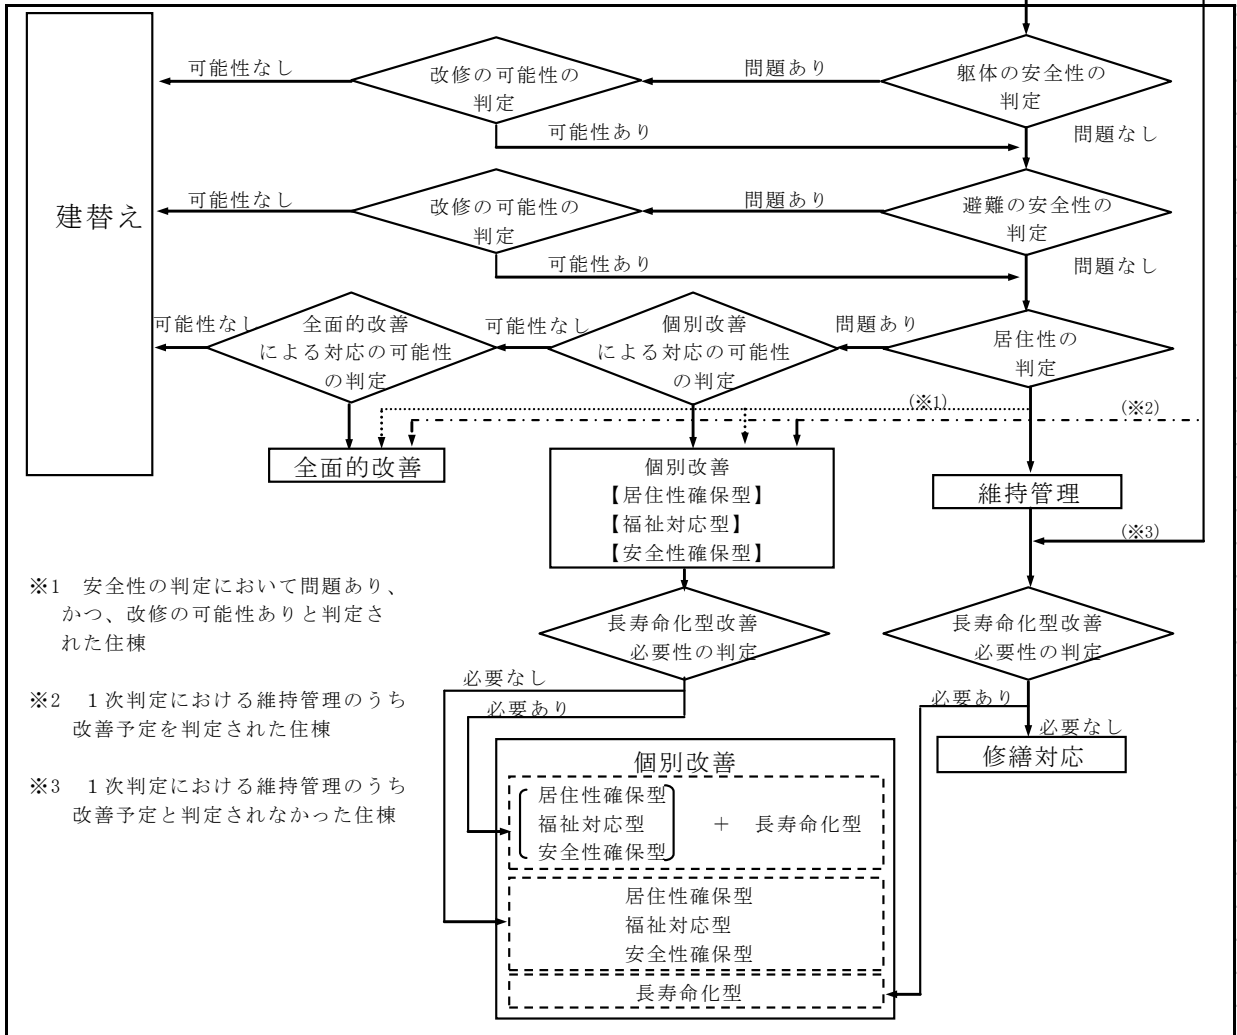 可能性なし
改修の可能性の
判定
問題あり
躯体の安全性の
判定
可能性あり
問題なし
建替え
可能性なし
改修の可能性の
判定
問題あり
避難の安全性の
判定
可能性あり
問題なし
可能性なし
全面的改善
による対応の可能性
の判定
可能性なし
個別改善
による対応の可能性
の判定
問題あり
居住性の
判定
(※1)
(※2)
全面的改善
個別改善
【居住性確保型】
【福祉対応型】
【安全性確保型】
維持管理
(※3)
※1 安全性の判定において問題あり、
かつ、改修の可能性ありと判定さ
れた住棟
※2 1次判定における維持管理のうち
改善予定を判定された住棟
※3 1次判定における維持管理のうち
改善予定と判定されなかった住棟
長寿命化型改善
必要性の判定
長寿命化型改善
必要性の判定
必要なし
必要あり
必要あり
必要なし
修繕対応
個別改善
居住性確保型
福祉対応型 + 長寿命化型
安全性確保型
居住性確保型
福祉対応型
安全性確保型
長寿命化型